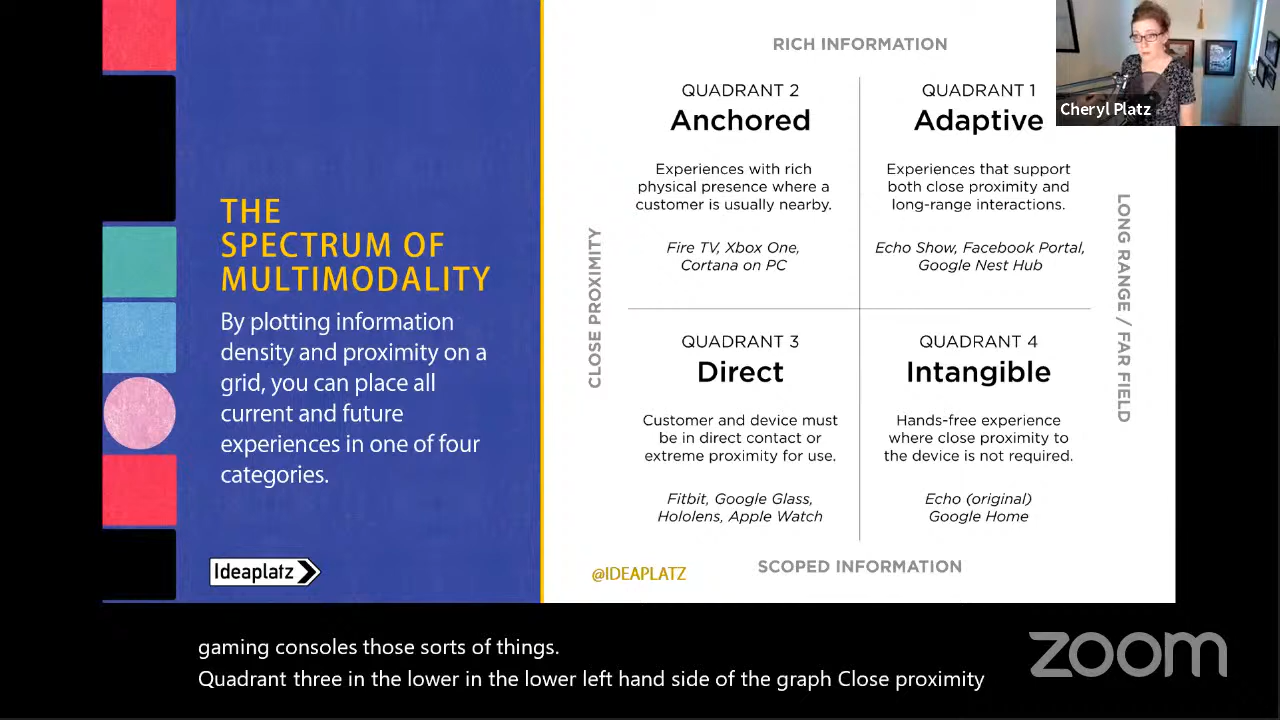 THE
SPECTRUM OF
MULTIMODALITY
By plotting information
density and proximity on a
grid, you can place all
current and future
experiences in one of four
categories.
Ideaplatz
RICH INFORMATION
CLOSE PROXIMITY
QUADRANT 2
Anchored
Experiences with rich
physical presence where a
customer is usually nearby.
Fire TV, Xbox One,
Cortana on PC
QUADRANT 1
Adaptive
Experiences that support
both close proximity and
long-range interactions.
Echo Show, Facebook Portal,
Google Nest Hub
LONG RANGE / FAR FIELD
QUADRANT 3
Direct
Customer and device must
be in direct contact or
extreme proximity for use.
Fitbit, Google Glass,
Hololens, Apple Watch
QUADRANT 4
Intangible
Hands-free experience
where close proximity to
the device is not required.
Echo (original)
Google Home
SCOPED INFORMATION
@IDEAPLATZ
Cheryl Platz
gaming consoles those sorts of things.
Quadrant three in the lower in the lower left hand side of the graph Close proximity
zoom